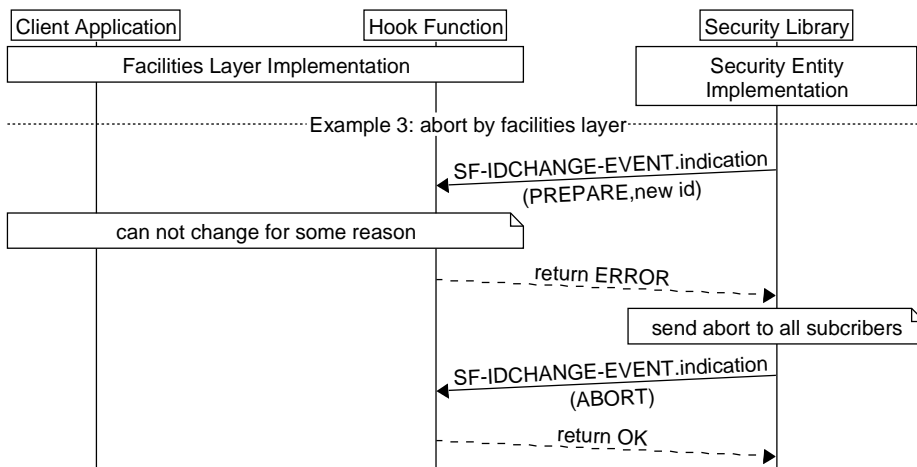 Client Application
Hook Function
Security Library
Facilities Layer Implementation
Security Entity
Implementation
Example 3: abort by facilities layer
SF-IDCHANGE-EVENT.indication
(PREPARE,new id)
can not change for some reason
return ERROR
send abort to all subcribers
SF-IDCHANGE-EVENT.indication
(ABORT)
return OK